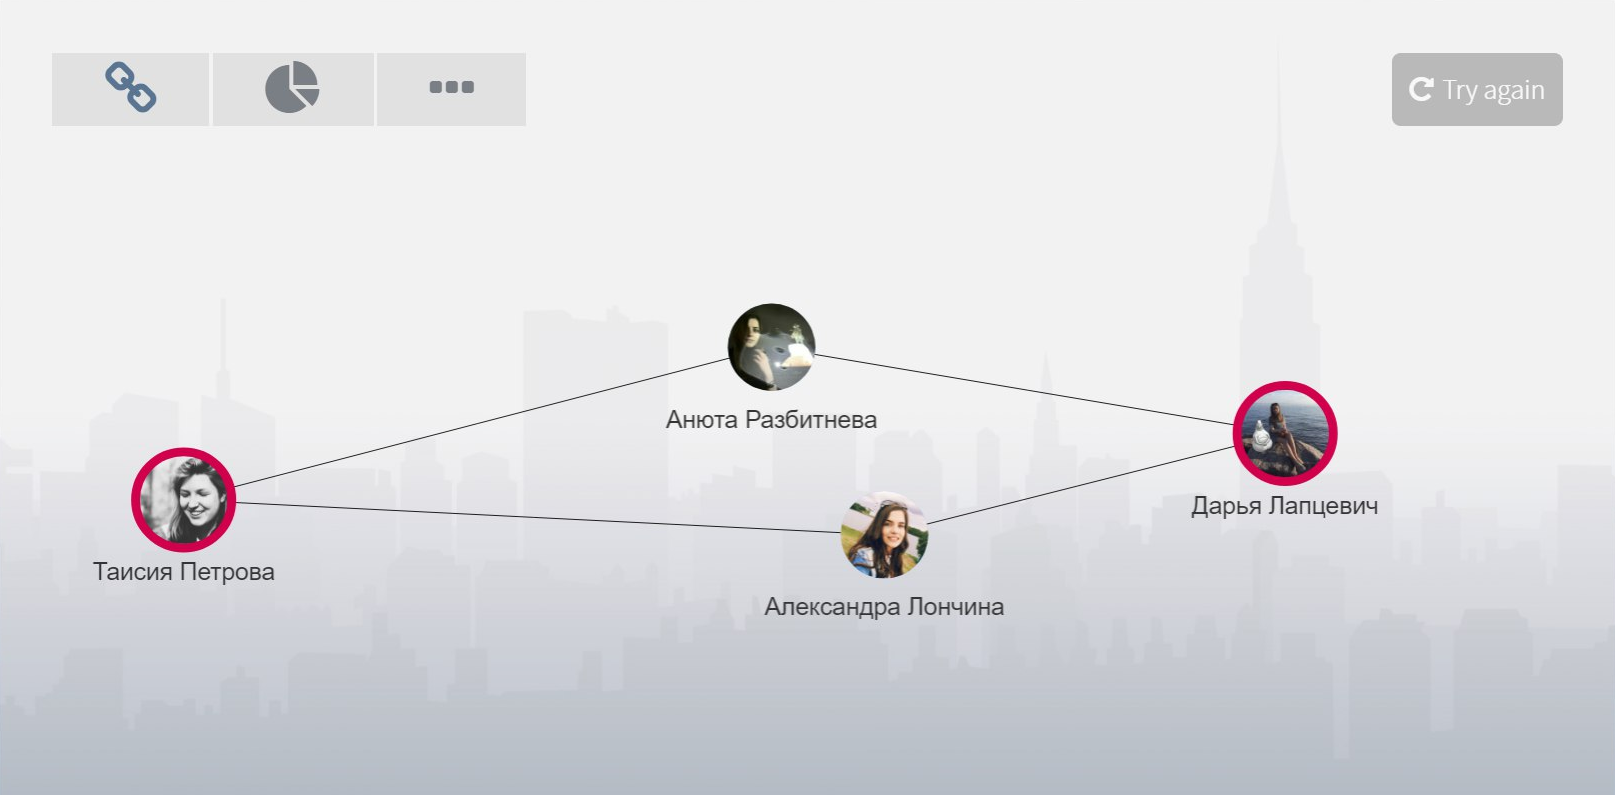 Try again
Анюта Разбитнева
Дарья Лапцевич
Таисия Петрова
Александра Лончина